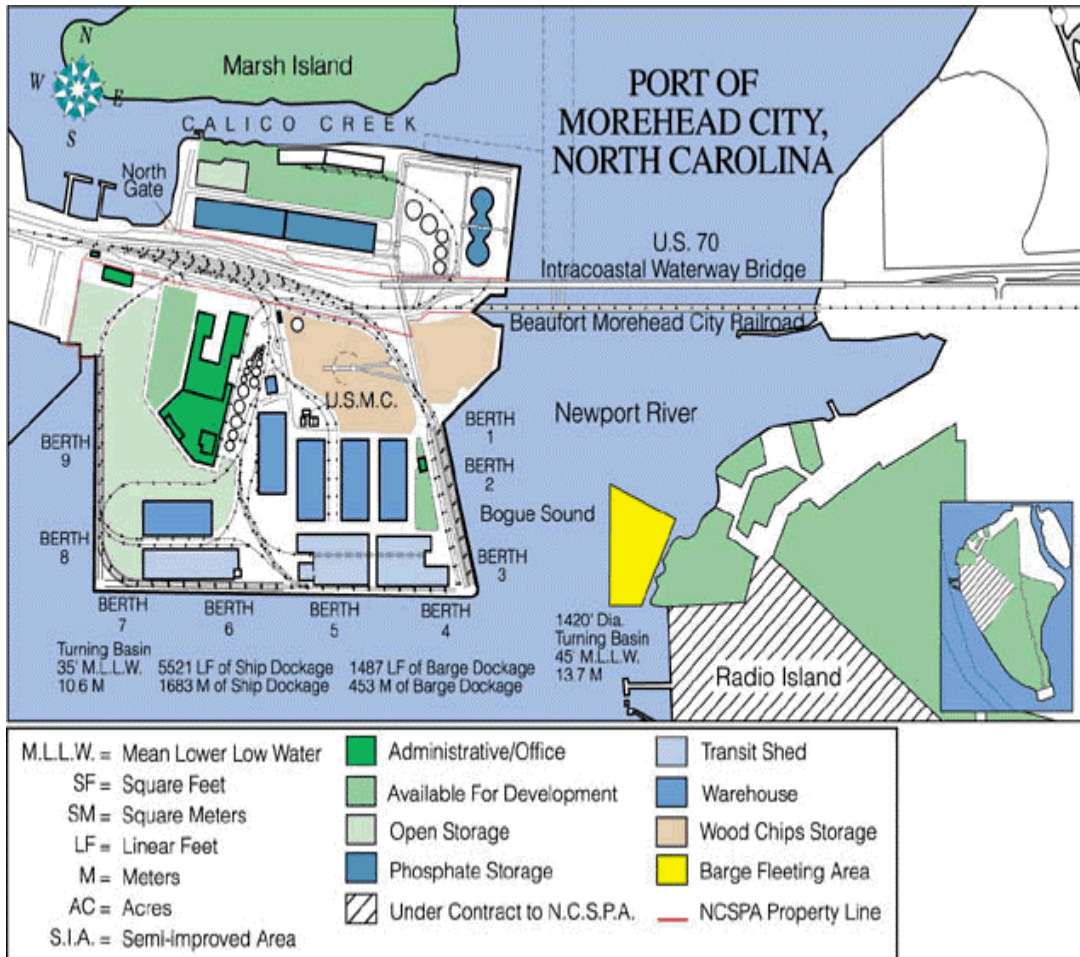 N
W
E
S
Marsh Island
CALICO CREEK
PORT OF
MOREHEAD CITY,
NORTH CAROLINA
North
Gate
U.S. 70
Intracoastal Waterway Bridge
Beaufort Morehead City Railroad
U.S.M.C.
Newport River
BERTH
1
BERTH
2
BERTH
9
Bogue Sound
BERTH
8
BERTH
3
BERTH
7
BERTH
6
BERTH
5
BERTH
4
Turning Basin
35' M.L.L.W.
10.6 M
5521 LF of Ship Dockage
1683 M of Ship Dockage
1487 LF of Barge Dockage
453 M of Barge Dockage
1420' Dia.
Turning Basin
45' M.L.L.W.
13.7 M
Radio Island
M.L.L.W. = Mean Lower Low Water
SF = Square Feet
SM = Square Meters
LF = Linear Feet
M = Meters
AC = Acres
S.I.A. = Semi-improved Area
Administrative/Office
Available For Development
Open Storage
Phosphate Storage
Under Contract to N.C.S.P.A.
Transit Shed
Warehouse
Wood Chips Storage
Barge Fleeting Area
NCSPA Property Line